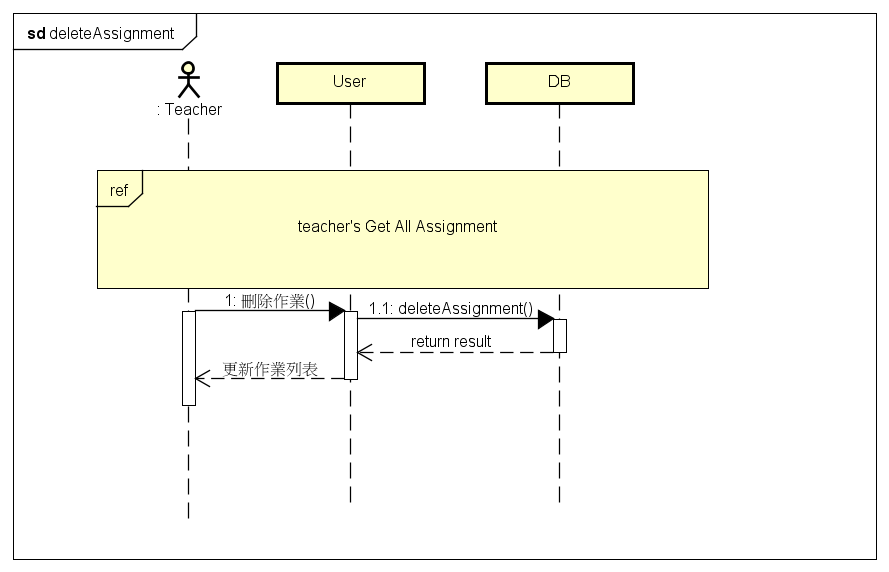 sd deleteAssignment
: Teacher
User
DB
ref
teacher's Get All Assignment
1: 刪除作業()
1.1: deleteAssignment()
return result
更新作業列表